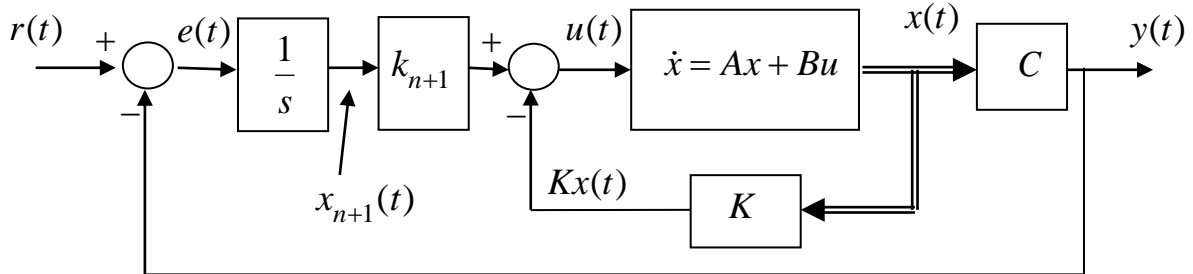 r(t)
+
−
e(t)
1/s
x_{n+1}(t)
k_{n+1}
+
−
u(t)
ẋ = Ax + Bu
x(t)
C
y(t)
Kx(t)
K